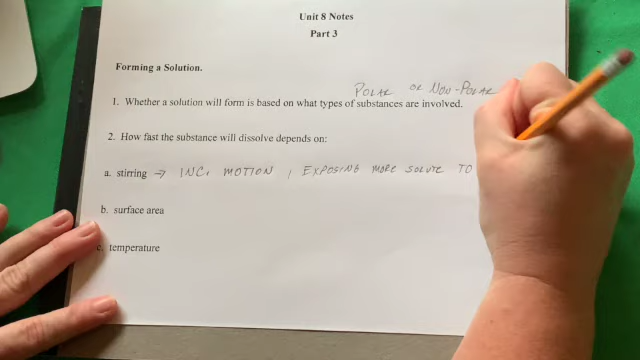 Unit 8 Notes
Part 3
Forming a Solution.
POLAR OR NON-POLAR
1. Whether a solution will form is based on what types of substances are involved.
2. How fast the substance will dissolve depends on:
a. stirring → INC. MOTION, EXPOSING MORE SOLUTE TO
b. surface area
c. temperature